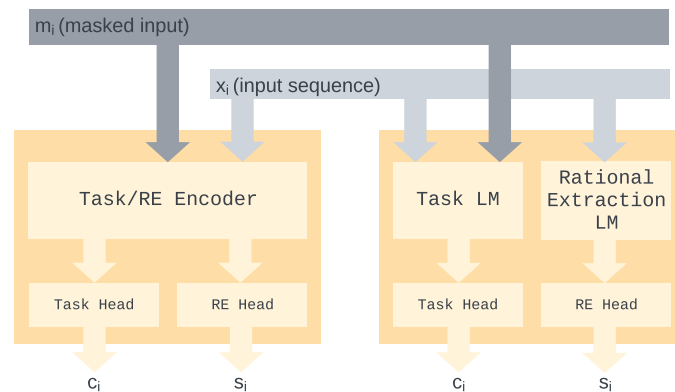 mᵢ (masked input)
xᵢ (input sequence)
Task/RE Encoder
Task LM
Rational
Extraction
LM
Task Head
RE Head
Task Head
RE Head
cᵢ
sᵢ
cᵢ
sᵢ